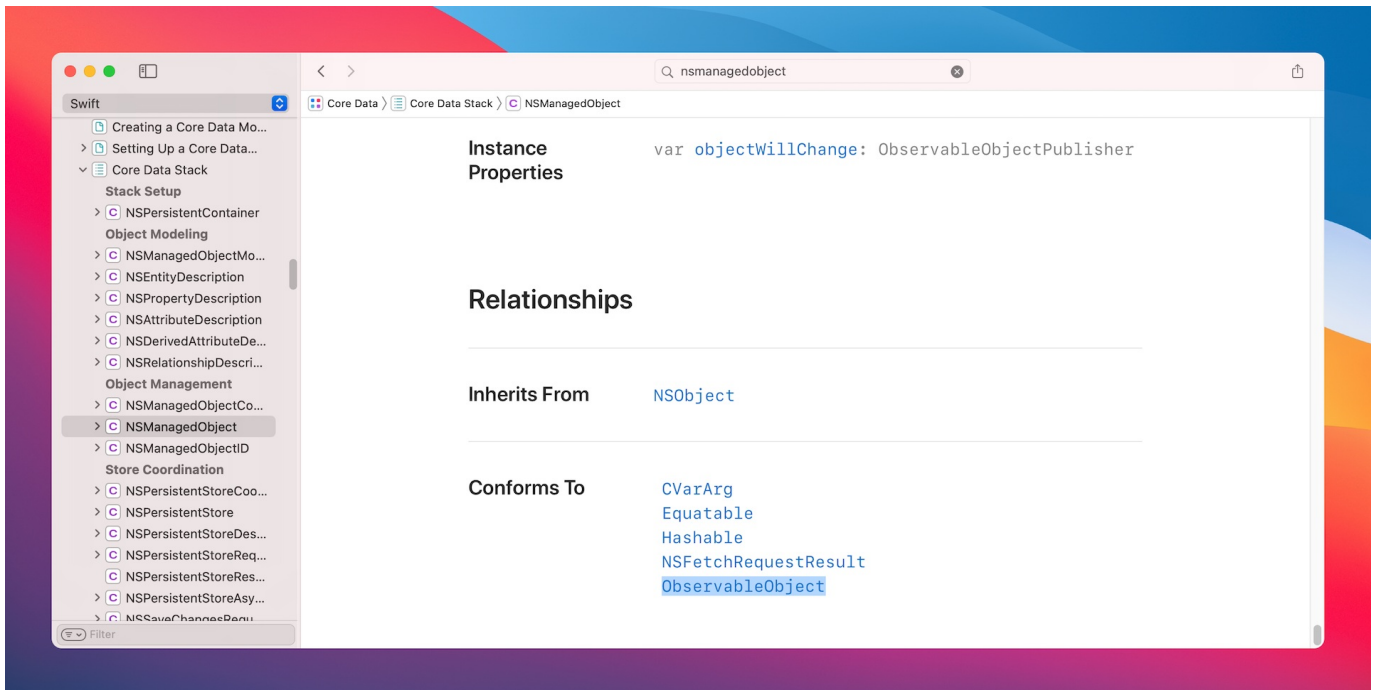 nsmanagedobject
Swift
Core Data
Core Data Stack
NSManagedObject
Creating a Core Data Mo...
Setting Up a Core Data...
Core Data Stack
Stack Setup
C NSPersistentContainer
Object Modeling
C NSManagedObjectMo...
C NSEntityDescription
C NSPropertyDescription
C NSAttributeDescription
C NSDerivedAttributeDe...
C NSRelationshipDescri...
Object Management
C NSManagedObjectCo...
C NSManagedObject
C NSManagedObjectID
Store Coordination
C NSPersistentStoreCoo...
C NSPersistentStore
C NSPersistentStoreDes...
C NSPersistentStoreReq...
C NSPersistentStoreRes...
C NSPersistentStoreAsy...
C NSSaveChangesRequ
Filter
Instance
Properties
var objectWillChange: ObservableObjectPublisher
Relationships
Inherits From
NSObject
Conforms To
CVarArg
Equatable
Hashable
NSFetchRequestResult
ObservableObject